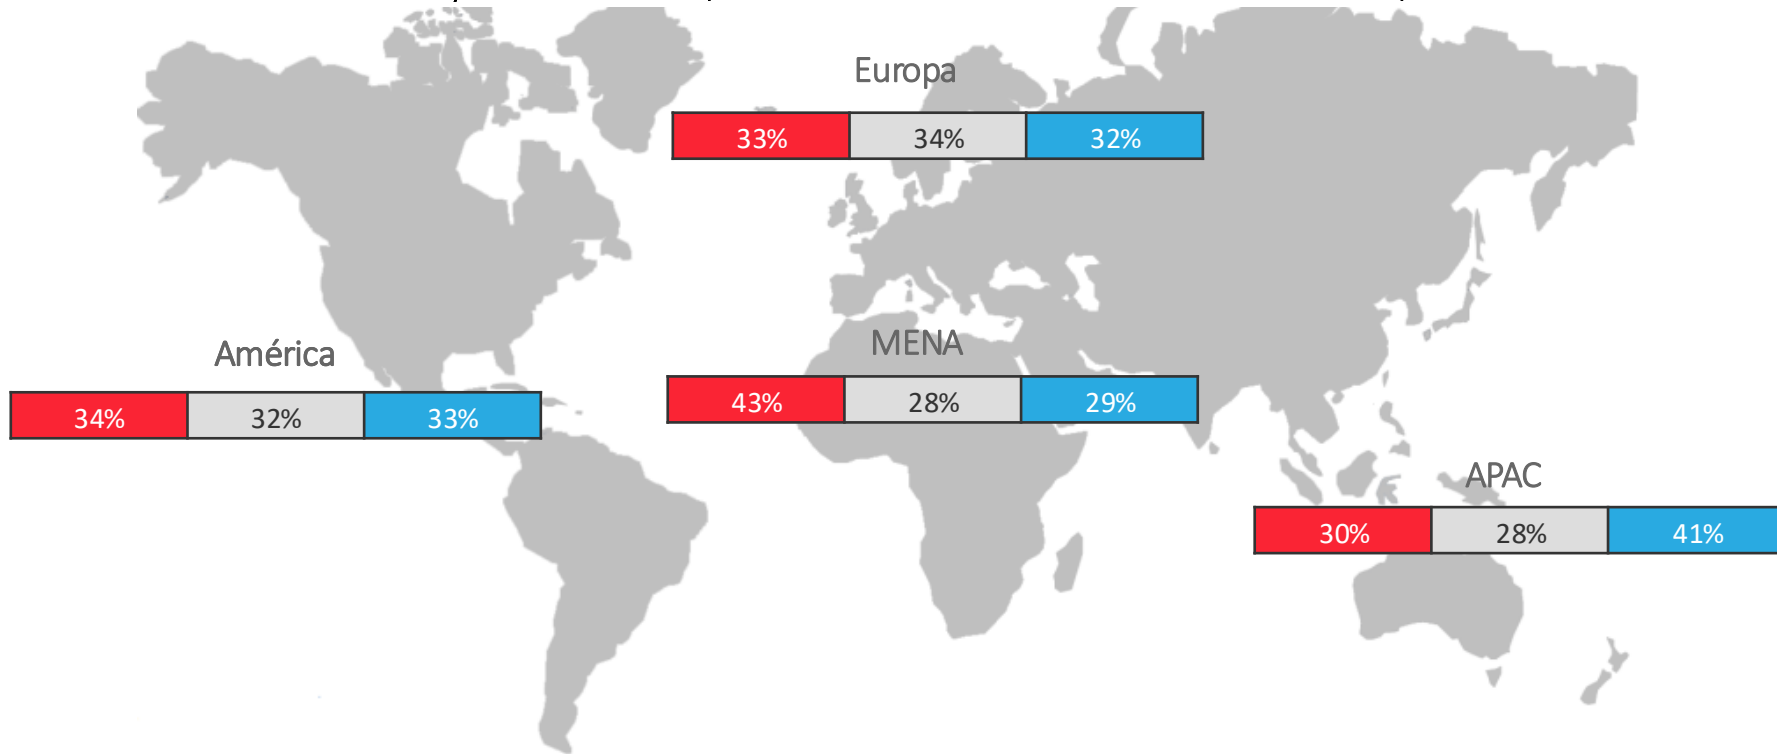 Europa
33% 34% 32%
América
34% 32% 33%
MENA
43% 28% 29%
APAC
30% 28% 41%